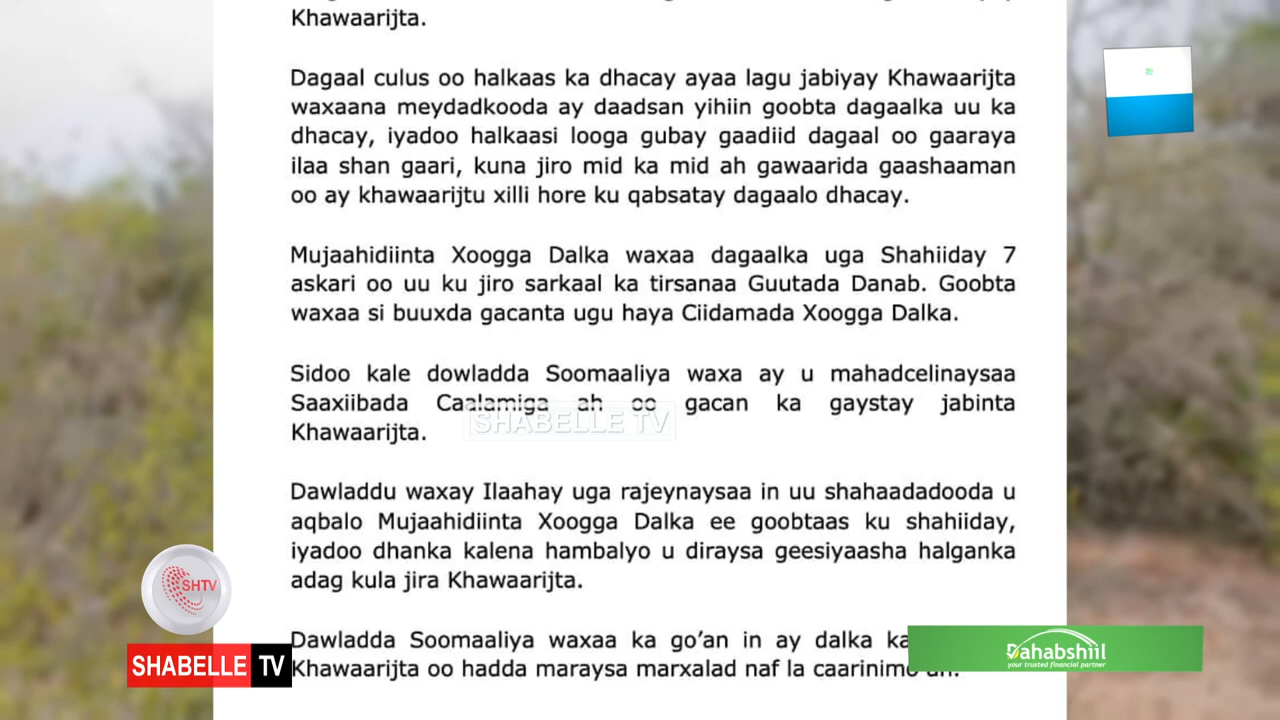 Khawaarijta.
Dagaal culus oo halkaas ka dhacay ayaa lagu jabiyay Khawaarijta
waxaana meydadkooda ay daadsan yihiin goobta dagaalka uu ka
dhacay, iyadoo halkaasi looga gubay gaadiid dagaal oo gaaraya
ilaa shan gaari, kuna jiro mid ka mid ah gawaarida gaashaaman
oo ay khawaarijtu xilli hore ku qabsatay dagaalo dhacay.
Mujaahidiinta Xoogga Dalka waxaa dagaalka uga Shahiiday 7
askari oo uu ku jiro sarkaal ka tirsanaa Guutada Danab. Goobta
waxaa si buuxda gacanta ugu haya Ciidamada Xoogga Dalka.
Sidoo kale dowladda Soomaaliya waxa ay u mahadcelinaysaa
Saaxiibada Caalamiga ah oo gacan ka gaystay jabinta
Khawaarijta.
SHABELLE TV
Dawladdu waxay Ilaahay uga rajeynaysaa in uu shahaadadooda u
aqbalo Mujaahidiinta Xoogga Dalka ee goobtaas ku shahiiday,
iyadoo dhanka kalena hambalyo u diraysa geesiyaasha halganka
adag kula jira Khawaarijta.
Dawladda Soomaaliya waxaa ka go'an in ay dalka
Khawaarijta oo hadda maraysa marxalad naf la caarinimo
SHTV
SHABELLE TV
Dahabshiil
your trusted financial partner